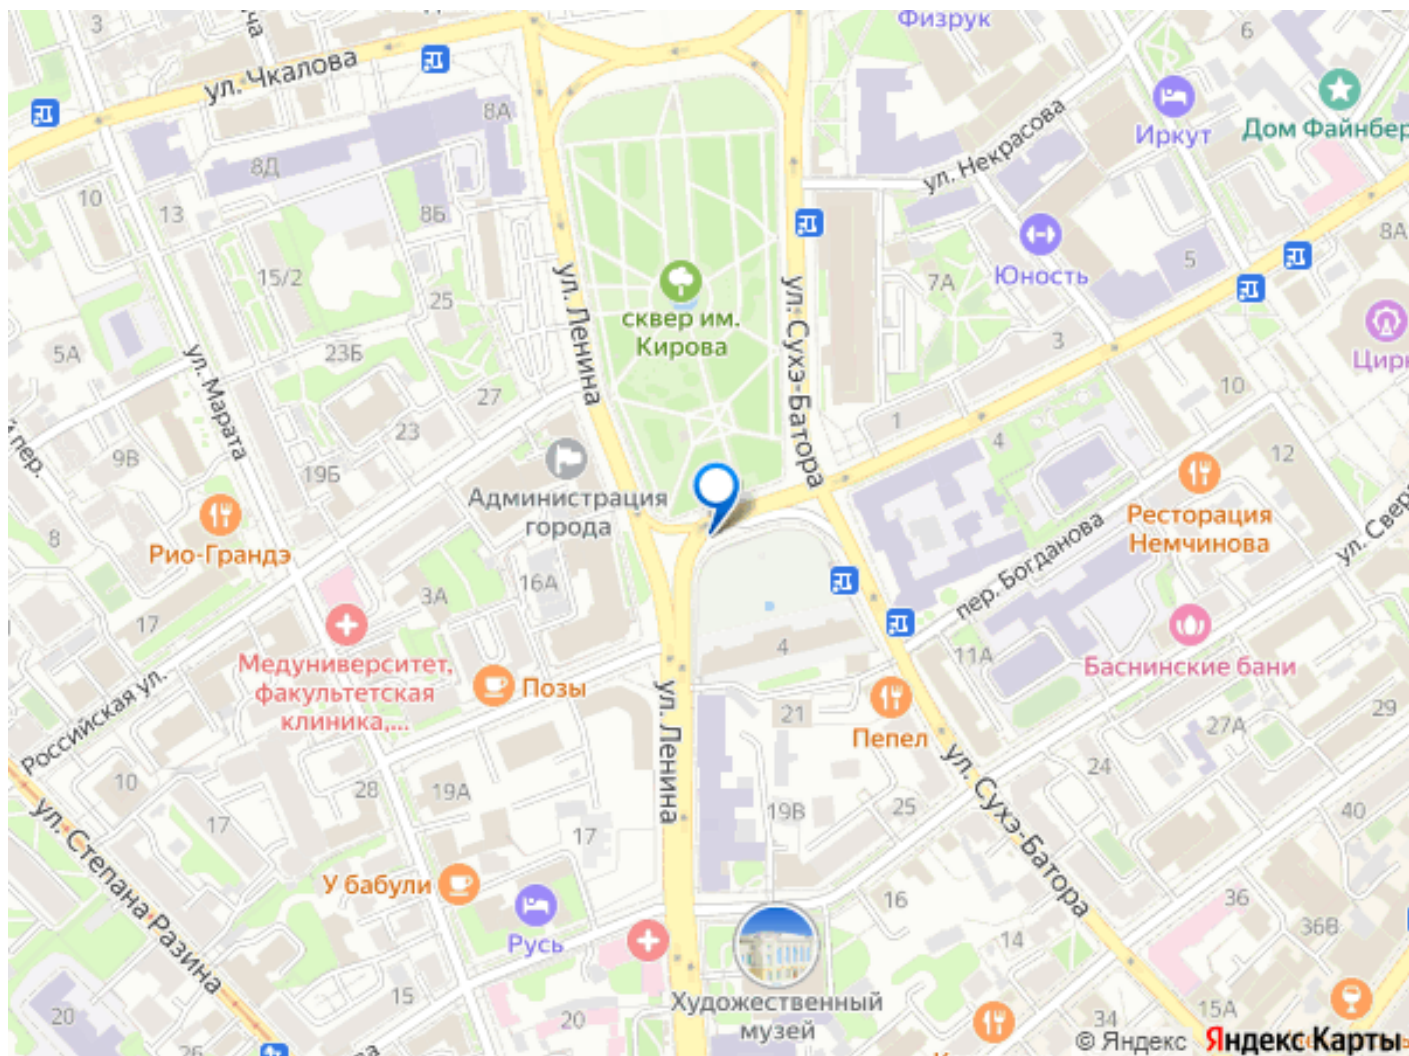 3
Физрук
6
ул. Чкалова
8А
Иркут
Дом Файнбер
ул. Некрасова
8Д
10
13
8Б
8А
5
Юность
7А
15/2
25
ул. Ленина
ул. Сухэ-Батора
сквер им.
Кирова
3
Цирк
5А
23Б
ул. Марата
27
10
1
4
23
9В
19Б
пер.
12
Администрация
города
Ресторация
Немчинова
ул. Сверд
Рио-Грандэ
8
пер. Богданова
16А
3А
17
4
11А
Баснинские бани
Медуниверситет,
факультетская
клиника,...
Позы
Российская ул.
ул. Ленина
21
Пепел
29
27А
24
ул. Сухэ-Батора
10
28
19А
19В
25
40
17
17
ул. Степана Разина
У бабули
16
36
Русь
14
36В
Художественный
музей
15
20
20
34
15А
© Яндекс Яндекс Карты